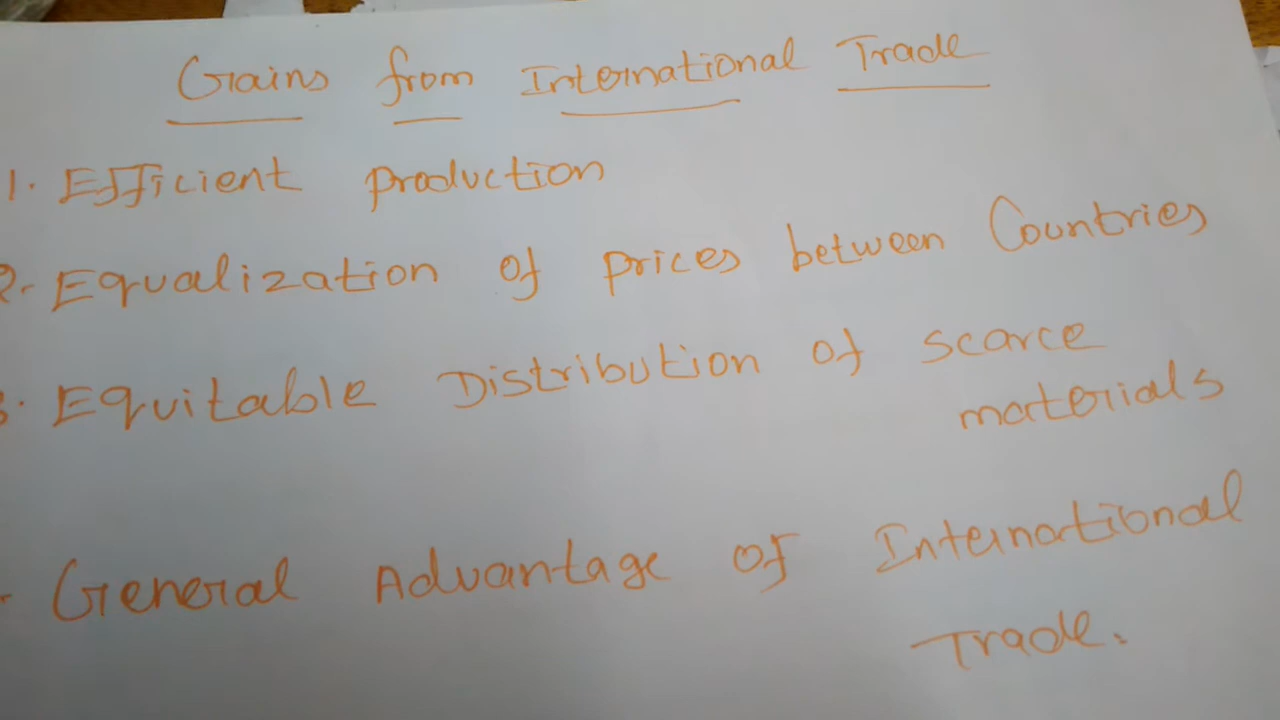 Gains from International Trade
1. Efficient production
2. Equalization of prices between Countries
3. Equitable Distribution of scarce
materials
General Advantage of International
Trade.